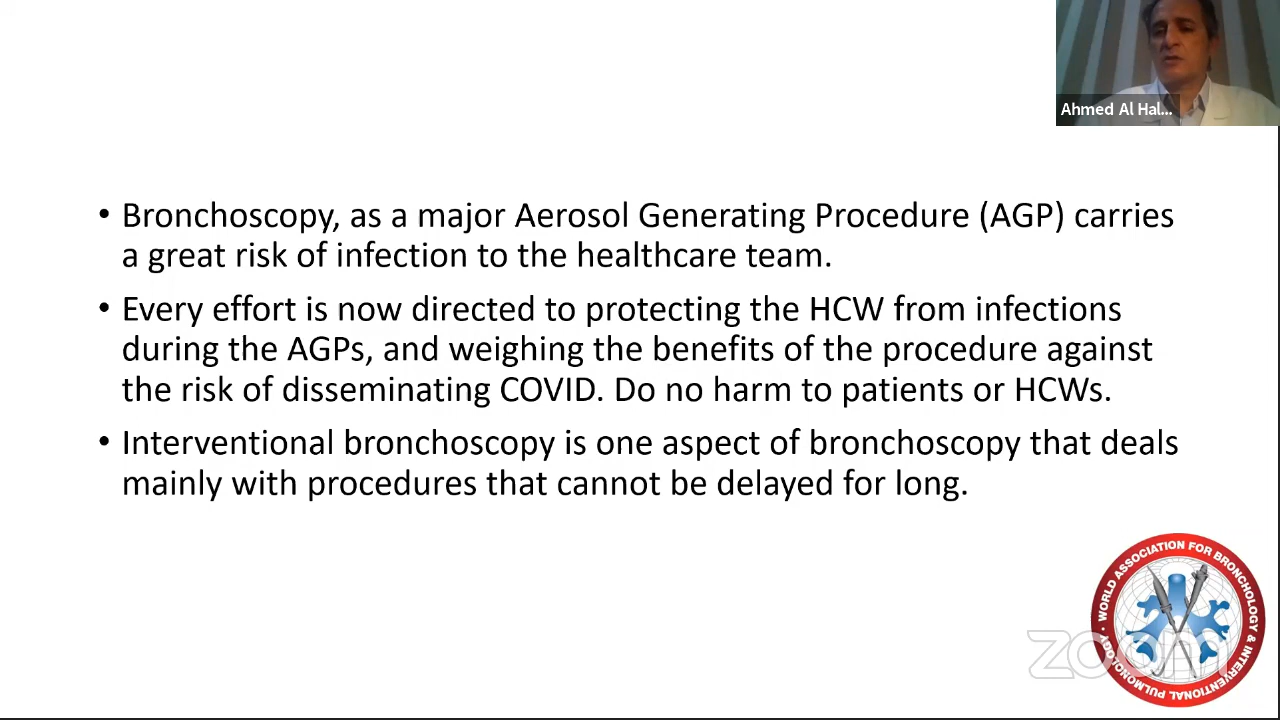 Ahmed Al Hal...
• Bronchoscopy, as a major Aerosol Generating Procedure (AGP) carries
a great risk of infection to the healthcare team.
• Every effort is now directed to protecting the HCW from infections
during the AGPs, and weighing the benefits of the procedure against
the risk of disseminating COVID. Do no harm to patients or HCWs.
• Interventional bronchoscopy is one aspect of bronchoscopy that deals
mainly with procedures that cannot be delayed for long.
WORLD ASSOCIATION FOR BRONCHOLOGY & INTERVENTIONAL PULMONOLOGY •
zoom